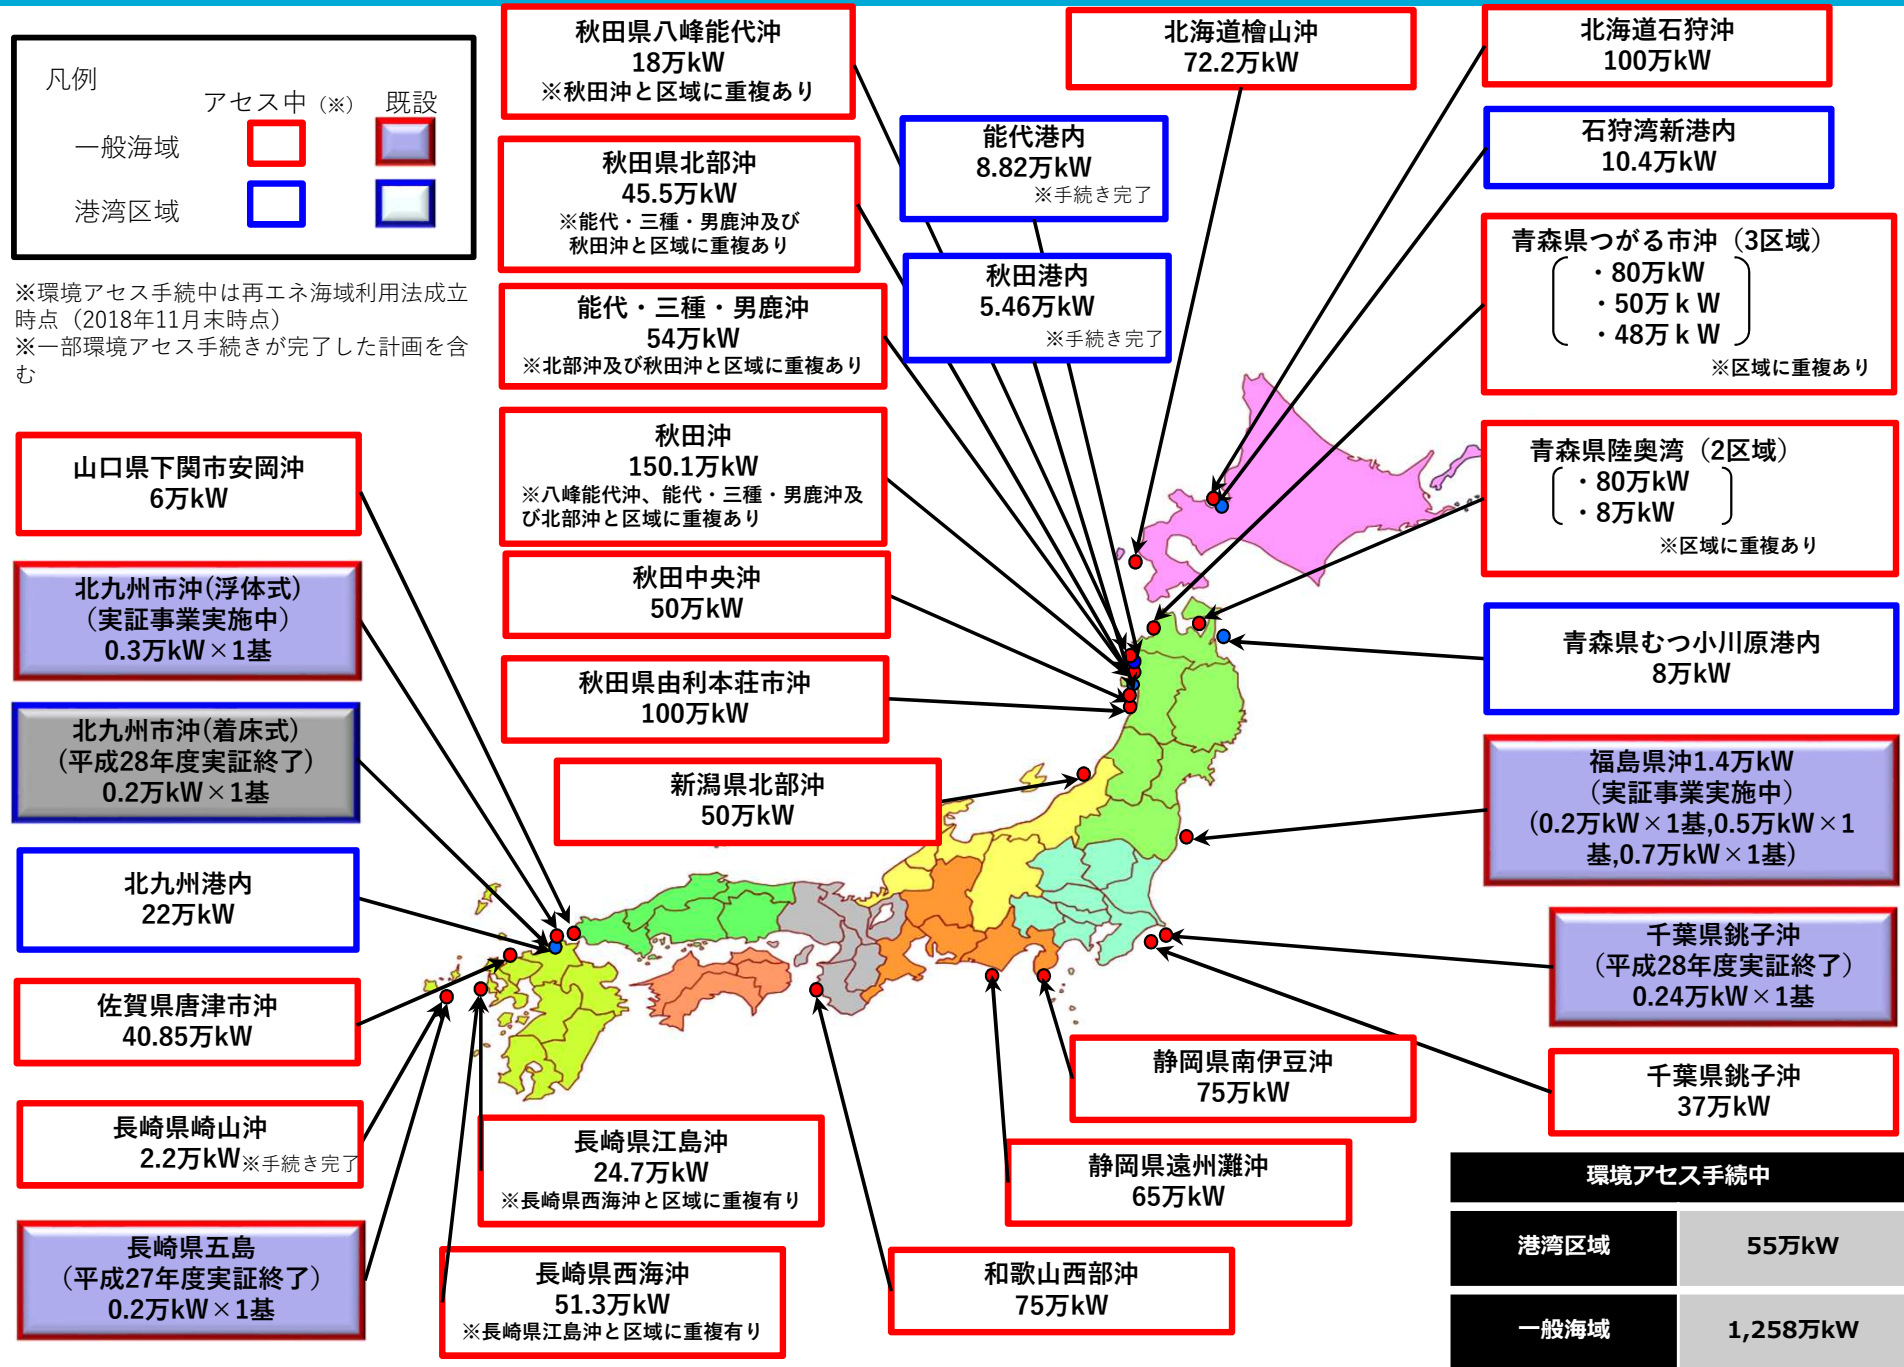 凡例
アセス中（※） 既設
一般海域
港湾区域
※環境アセス手続中は再エネ海域利用法成立
時点（2018年11月末時点）
※一部環境アセス手続きが完了した計画を含
む
秋田県八峰能代沖
18万kW
※秋田沖と区域に重複あり
秋田県北部沖
45.5万kW
※能代・三種・男鹿沖及び
秋田沖と区域に重複あり
能代・三種・男鹿沖
54万kW
※北部沖及び秋田沖と区域に重複あり
秋田沖
150.1万kW
※八峰能代沖、能代・三種・男鹿沖及
び北部沖と区域に重複あり
秋田中央沖
50万kW
秋田県由利本荘市沖
100万kW
新潟県北部沖
50万kW
能代港内
8.82万kW
※手続き完了
秋田港内
5.46万kW
※手続き完了
北海道檜山沖
72.2万kW
北海道石狩沖
100万kW
石狩湾新港内
10.4万kW
青森県つがる市沖（3区域）
・80万kW
・50万ｋW
・48万ｋW
※区域に重複あり
青森県陸奥湾（2区域）
・80万kW
・8万kW
※区域に重複あり
青森県むつ小川原港内
8万kW
福島県沖1.4万kW
（実証事業実施中）
（0.2万kW×1基,0.5万kW×1
基,0.7万kW×1基）
千葉県銚子沖
（平成28年度実証終了）
0.24万kW×1基
千葉県銚子沖
37万kW
山口県下関市安岡沖
6万kW
北九州市沖(浮体式)
（実証事業実施中）
0.3万kW×1基
北九州市沖(着床式)
（平成28年度実証終了）
0.2万kW×1基
北九州港内
22万kW
佐賀県唐津市沖
40.85万kW
長崎県崎山沖
2.2万kW※手続き完了
長崎県五島
（平成27年度実証終了）
0.2万kW×1基
長崎県江島沖
24.7万kW
※長崎県西海沖と区域に重複有り
長崎県西海沖
51.3万kW
※長崎県江島沖と区域に重複有り
和歌山西部沖
75万kW
静岡県南伊豆沖
75万kW
静岡県遠州灘沖
65万kW
環境アセス手続中
港湾区域 55万kW
一般海域 1,258万kW